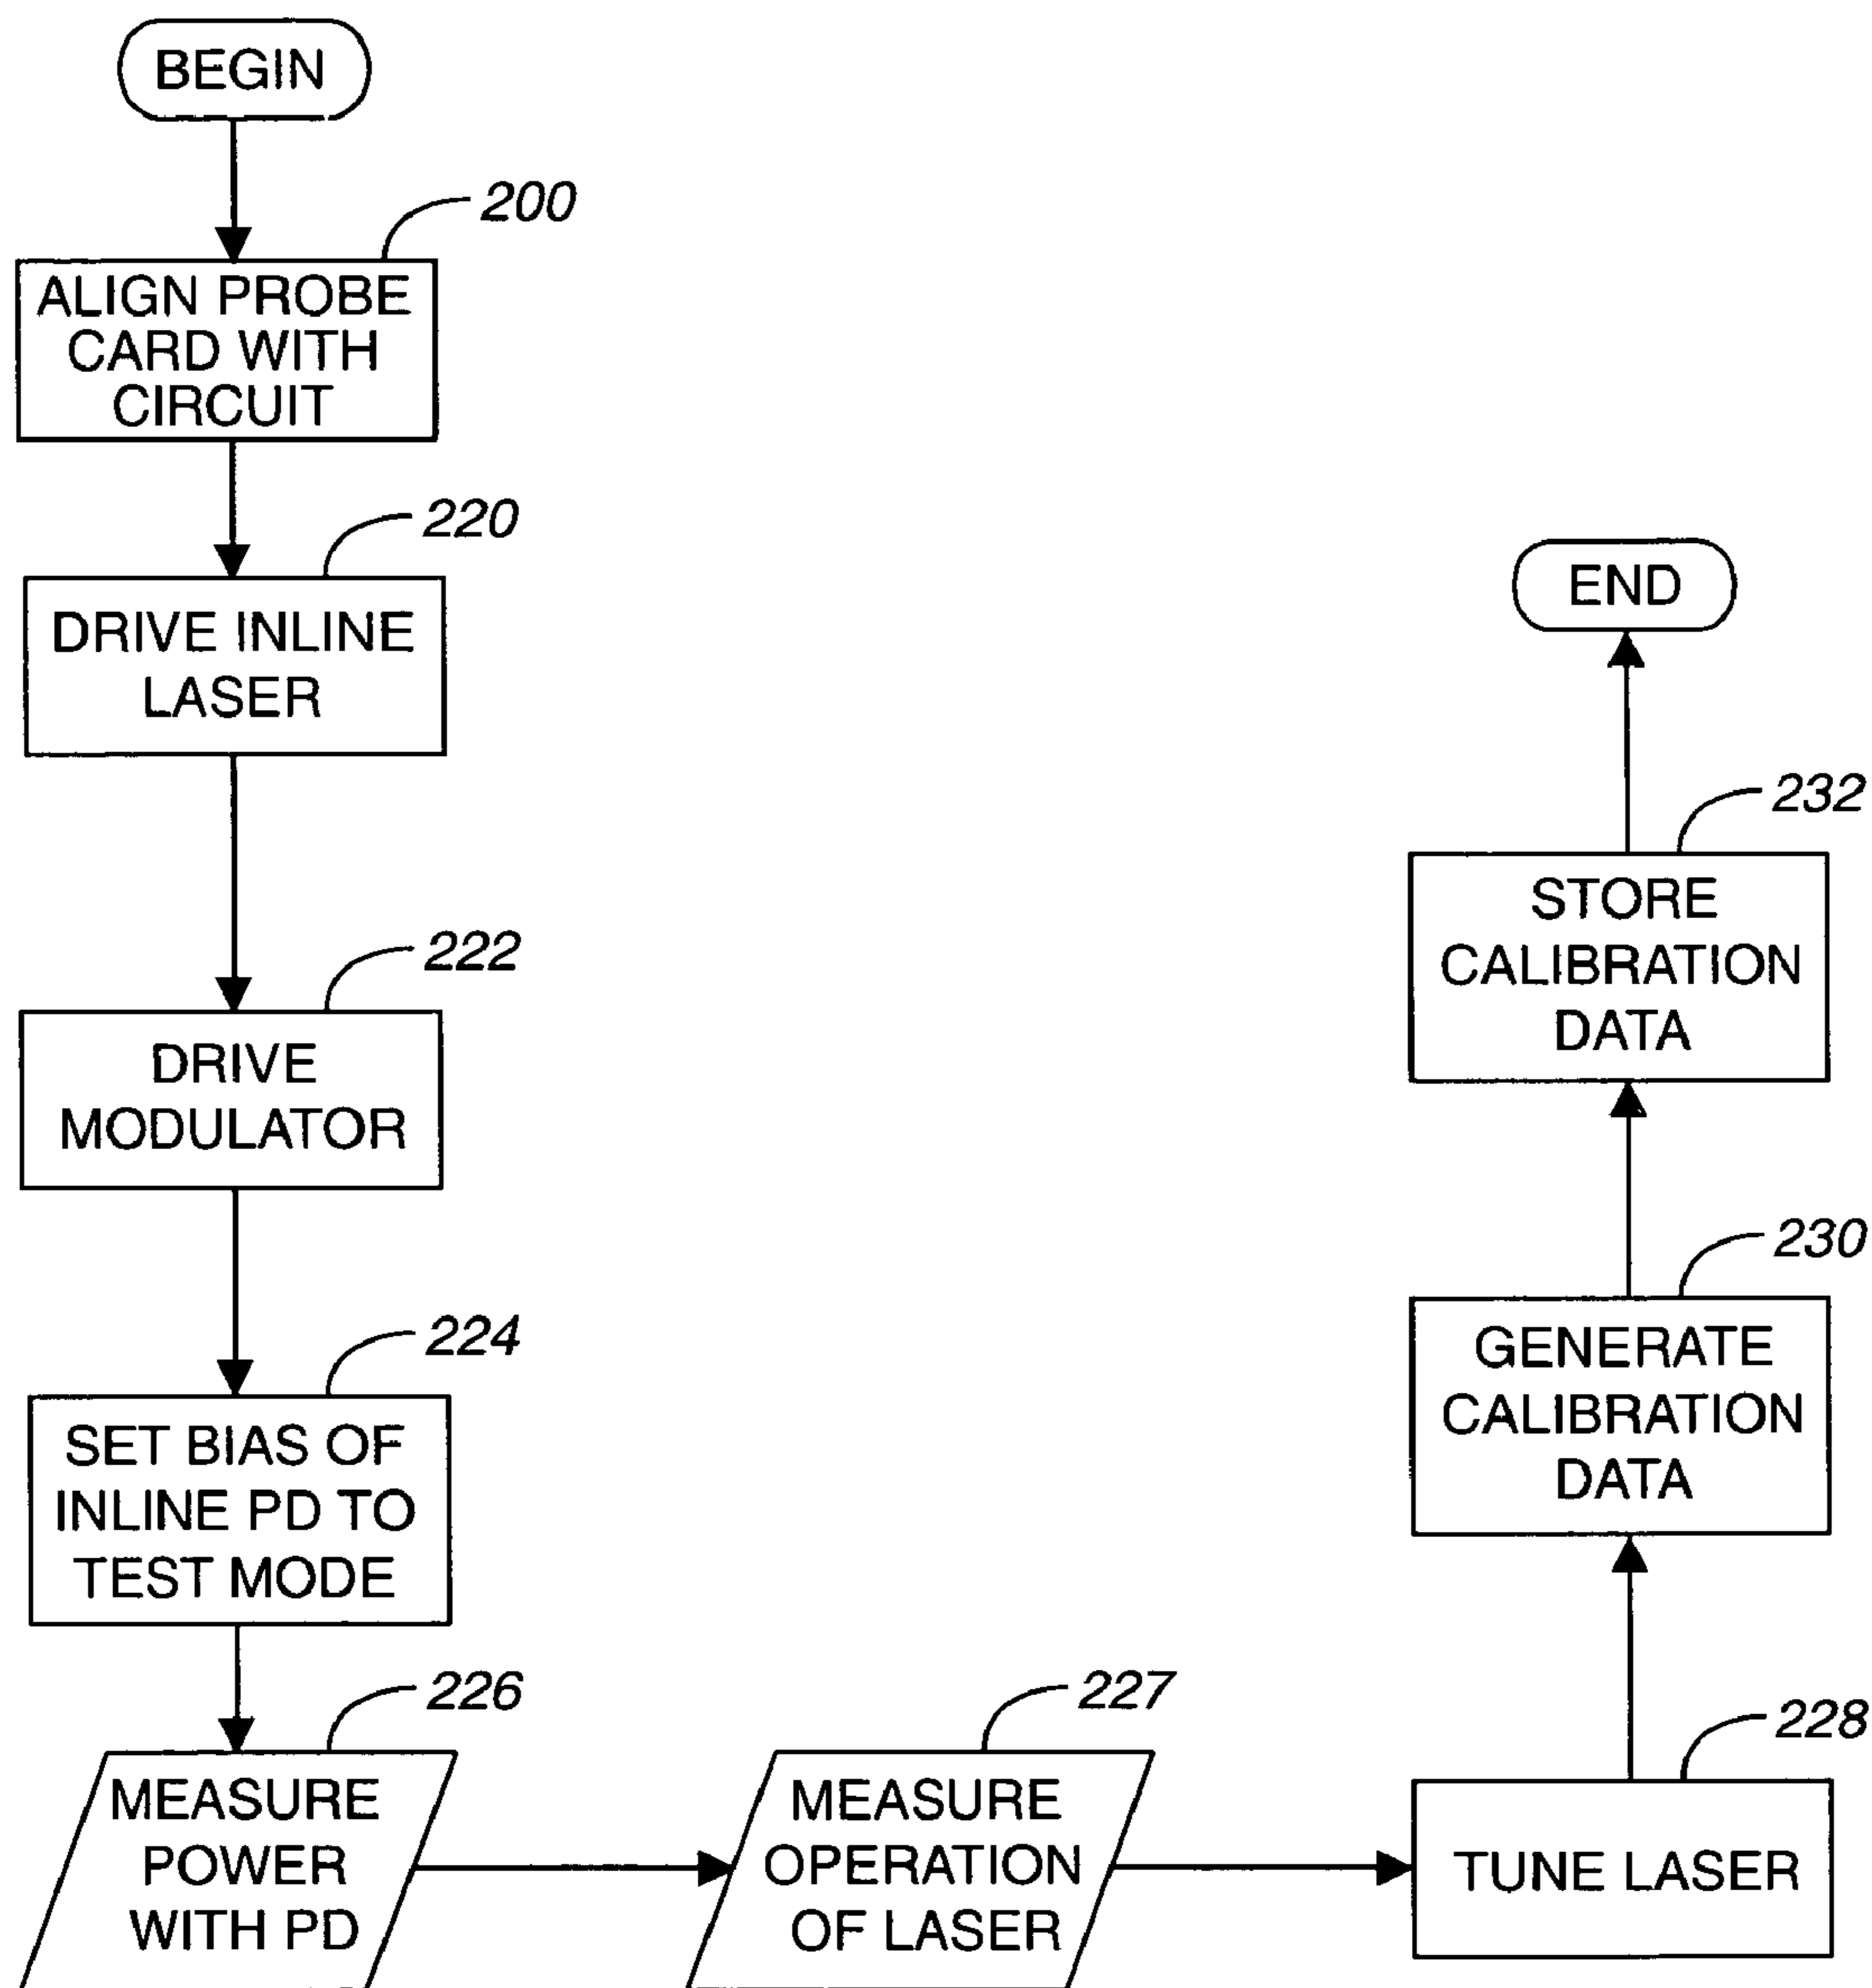 BEGIN
200
ALIGN PROBE
CARD WITH
CIRCUIT
220
DRIVE INLINE
LASER
222
DRIVE
MODULATOR
224
SET BIAS OF
INLINE PD TO
TEST MODE
226
MEASURE
POWER
WITH PD
227
MEASURE
OPERATION
OF LASER
228
TUNE LASER
230
GENERATE
CALIBRATION
DATA
232
STORE
CALIBRATION
DATA
END